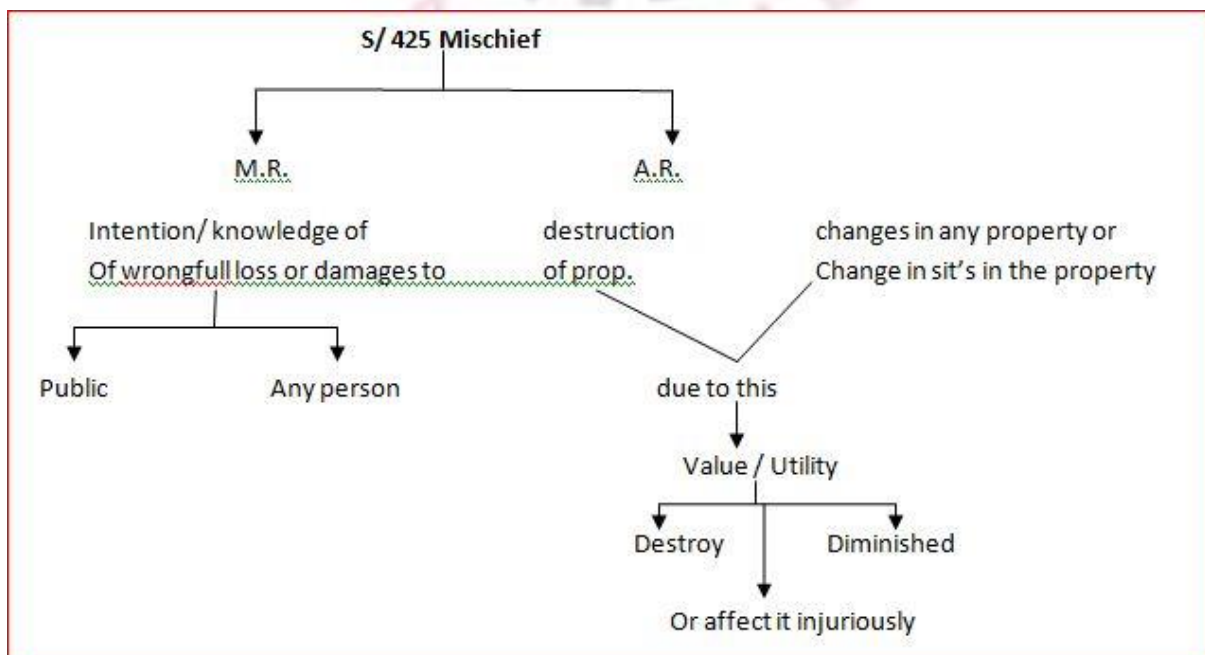 S/ 425 Mischief
M.R.
A.R.
Intention/ knowledge of
Of wrongfull loss or damages to
destruction
of prop.
changes in any property or
Change in sit's in the property
Public
Any person
due to this
Value / Utility
Destroy
Diminished
Or affect it injuriously